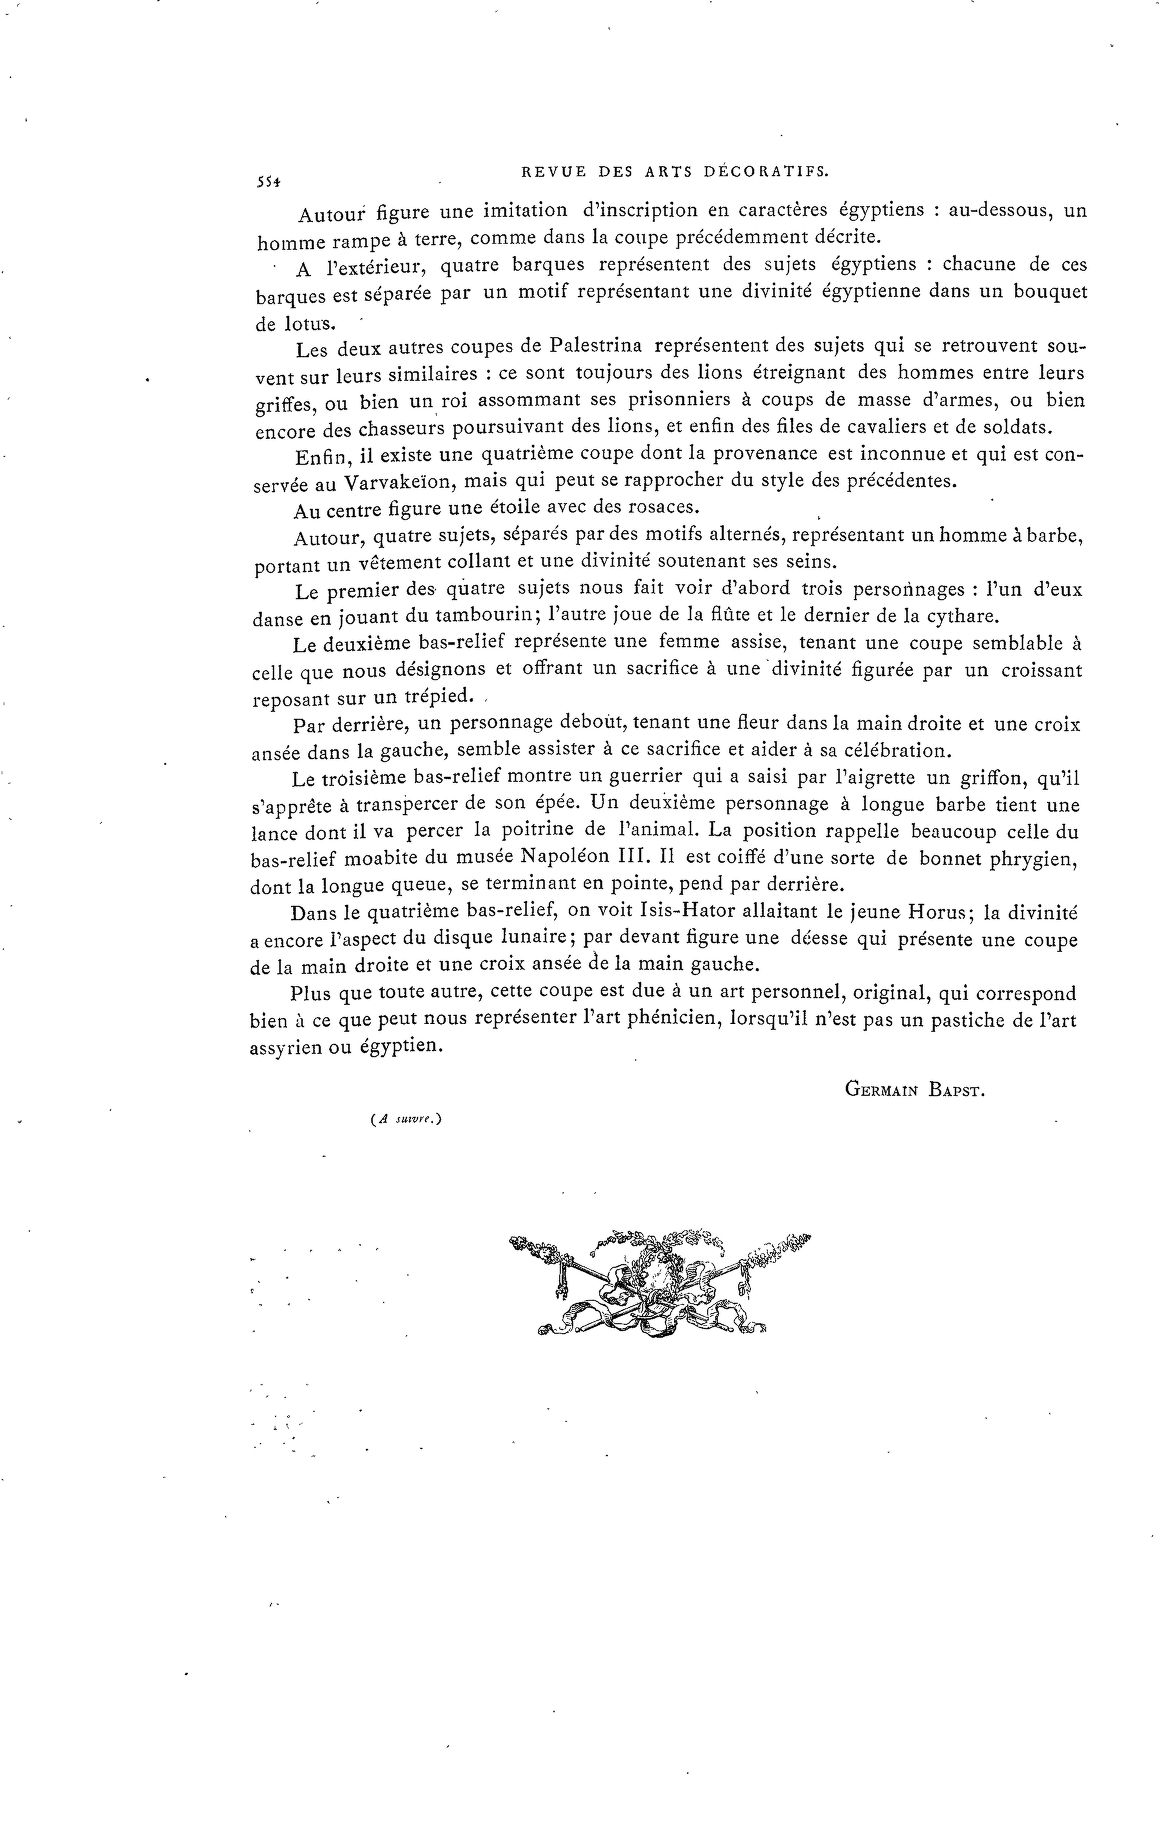 554
REVUE DES ARTS DÉCORATIFS.
Autour figure une imitation d'inscription en caractères égyptiens : au-dessous, un
homme rampe à terre, comme dans la coupe précédemment décrite.
A l'extérieur, quatre barques représentent des sujets égyptiens : chacune de ces
barques est séparée par un motif représentant une divinité égyptienne dans un bouquet
de lotus.
Les deux autres coupes de Palestrina représentent des sujets qui se retrouvent sou-
vent sur leurs similaires : ce sont toujours des lions étreignant des hommes entre leurs
griffes, ou bien un roi assommant ses prisonniers à coups de masse d'armes, ou bien
encore des chasseurs poursuivant des lions, et enfin des files de cavaliers et de soldats.
Enfin, il existe une quatrième coupe dont la provenance est inconnue et qui est con-
servée au Varvakeïon, mais qui peut se rapprocher du style des précédentes.
Au centre figure une étoile avec des rosaces.
Autour, quatre sujets, séparés par des motifs alternés, représentant un homme à barbe,
portant un vêtement collant et une divinité soutenant ses seins.
Le premier des quatre sujets nous fait voir d'abord trois personnages : l'un d'eux
danse en jouant du tambourin; l'autre joue de la flûte et le dernier de la cythare.
Le deuxième bas-relief représente une femme assise, tenant une coupe semblable à
celle que nous désignons et offrant un sacrifice à une divinité figurée par un croissant
reposant sur un trépied.
Par derrière, un personnage debout, tenant une fleur dans la main droite et une croix
ansée dans la gauche, semble assister à ce sacrifice et aider à sa célébration.
Le troisième bas-relief montre un guerrier qui a saisi par l'aigrette un griffon, qu'il
s'apprête à transpercer de son épée. Un deuxième personnage à longue barbe tient une
lance dont il va percer la poitrine de l'animal. La position rappelle beaucoup celle du
bas-relief moabite du musée Napoléon III. Il est coiffé d'une sorte de bonnet phrygien,
dont la longue queue, se terminant en pointe, pend par derrière.
Dans le quatrième bas-relief, on voit Isis-Hator allaitant le jeune Horus; la divinité
a encore l'aspect du disque lunaire; par devant figure une déesse qui présente une coupe
de la main droite et une croix ansée de la main gauche.
Plus que toute autre, cette coupe est due à un art personnel, original, qui correspond
bien à ce que peut nous représenter l'art phénicien, lorsqu'il n'est pas un pastiche de l'art
assyrien ou égyptien.
GERMAIN BAPST.
(A suivre.)